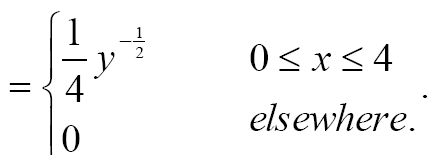 = { 1/4 y^{-1/2}    0 ≤ x ≤ 4
0    elsewhere. .